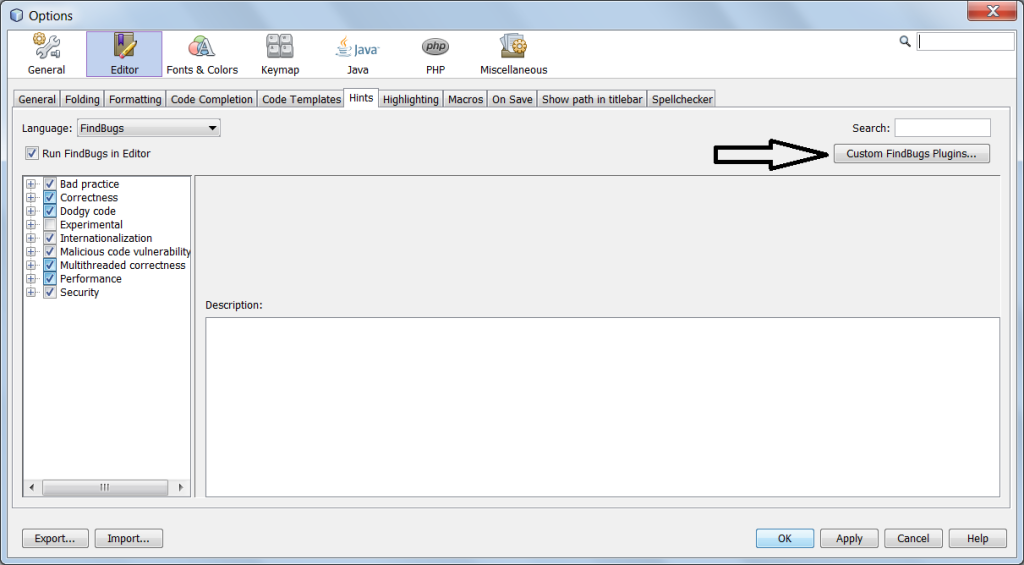 Options
General Editor Fonts & Colors Keymap Java PHP Miscellaneous
General Folding Formatting Code Completion Code Templates Hints Highlighting Macros On Save Show path in titlebar Spellchecker
Language: FindBugs Search:
Run FindBugs in Editor Custom FindBugs Plugins...
Bad practice
Correctness
Dodgy code
Experimental
Internationalization
Malicious code vulnerability
Multithreaded correctness
Performance
Security
Description:
Export... Import... OK Apply Cancel Help